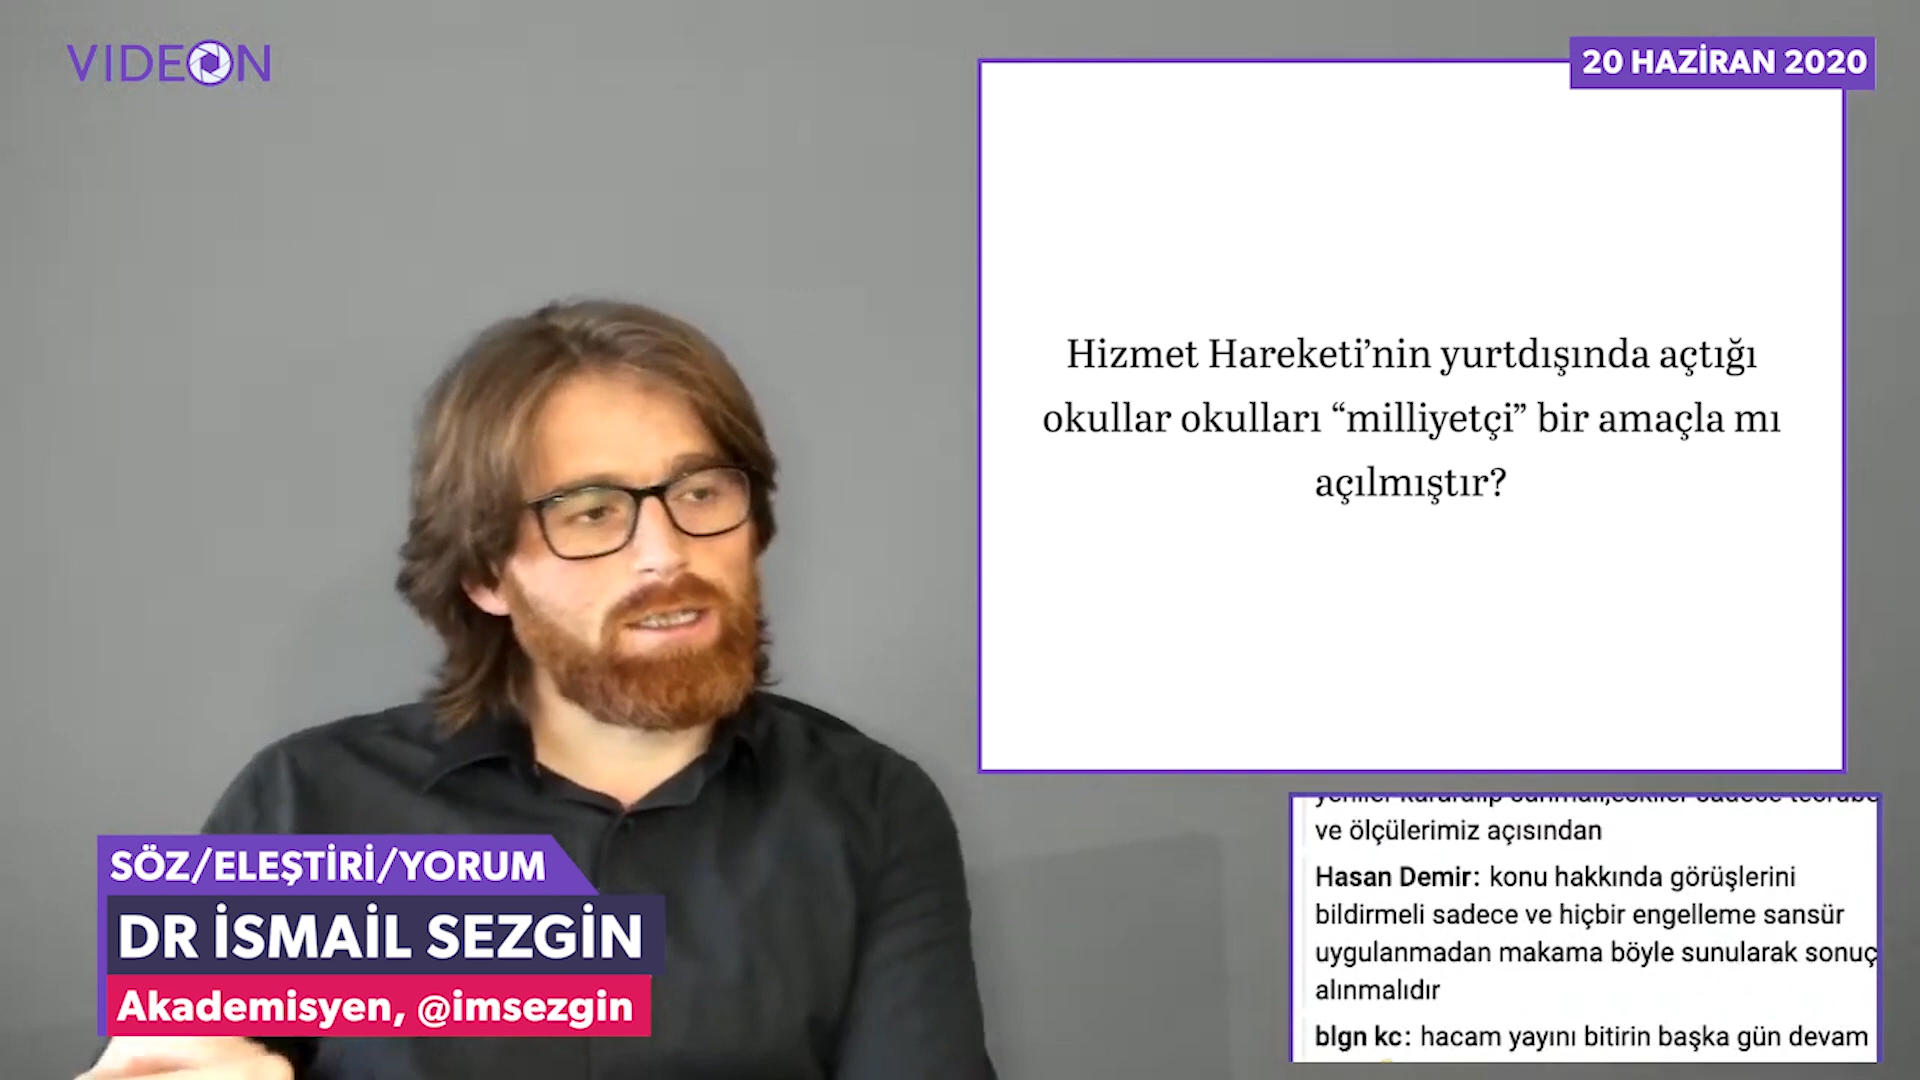 VIDEON
20 HAZİRAN 2020
Hizmet Hareketi’nin yurtdışında açtığı
okullar okulları “milliyetçi” bir amaçla mı
açılmıştır?
SÖZ/ELEŞTİRİ/YORUM
DR İSMAİL SEZGİN
Akademisyen, @imsezgin
ve ölçülerimiz açısından
Hasan Demir: konu hakkında görüşlerini
bildirmeli sadece ve hiçbir engelleme sansür
uygulanmadan makama böyle sunularak sonuç
alınmalıdır
blgn kc: hacam yayını bitirin başka gün devam